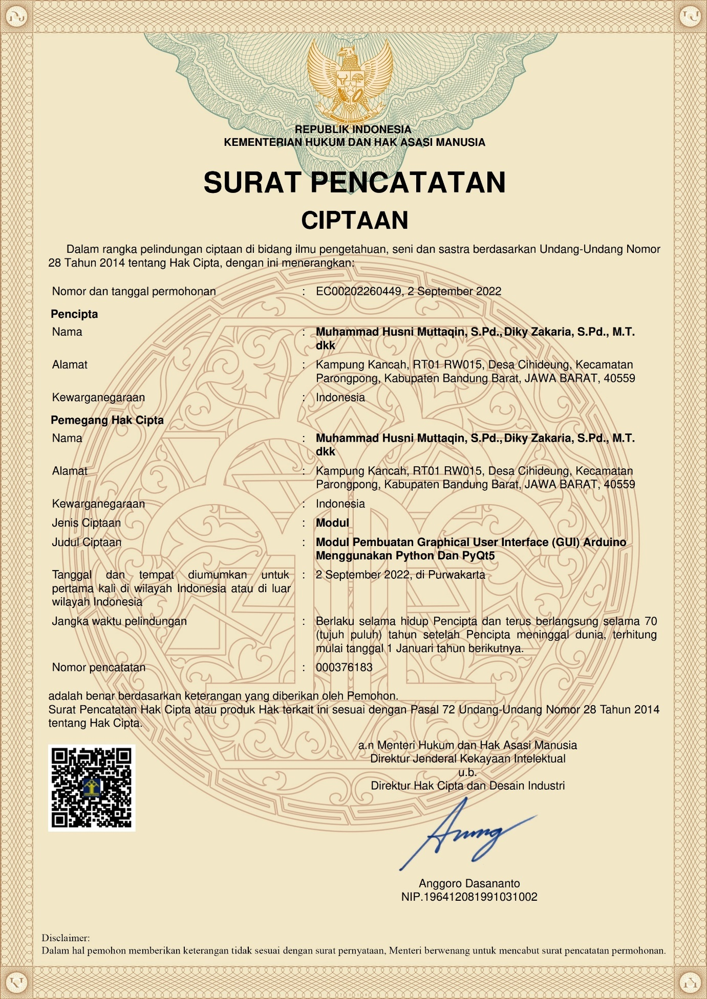 REPUBLIK INDONESIA
KEMENTERIAN HUKUM DAN HAK ASASI MANUSIA
SURAT PENCATATAN
CIPTAAN
Dalam rangka pelindungan ciptaan di bidang ilmu pengetahuan, seni dan sastra berdasarkan Undang-Undang Nomor
28 Tahun 2014 tentang Hak Cipta, dengan ini menerangkan:
Nomor dan tanggal permohonan : EC00202260449, 2 September 2022
Pencipta
Nama : Muhammad Husni Muttaqin, S.Pd., Diky Zakaria, S.Pd., M.T.
dkk
Alamat : Kampung Kancah, RT01 RW015, Desa Cihideung, Kecamatan
Parongpong, Kabupaten Bandung Barat, JAWA BARAT, 40559
Kewarganegaraan : Indonesia
Pemegang Hak Cipta
Nama : Muhammad Husni Muttaqin, S.Pd., Diky Zakaria, S.Pd., M.T.
dkk
Alamat : Kampung Kancah, RT01 RW015, Desa Cihideung, Kecamatan
Parongpong, Kabupaten Bandung Barat, JAWA BARAT, 40559
Kewarganegaraan : Indonesia
Jenis Ciptaan : Modul
Judul Ciptaan : Modul Pembuatan Graphical User Interface (GUI) Arduino
Menggunakan Python Dan PyQt5
Tanggal dan tempat diumumkan untuk : 2 September 2022, di Purwakarta
pertama kali di wilayah Indonesia atau di luar
wilayah Indonesia
Jangka waktu pelindungan : Berlaku selama hidup Pencipta dan terus berlangsung selama 70
(tujuh puluh) tahun setelah Pencipta meninggal dunia, terhitung
mulai tanggal 1 Januari tahun berikutnya.
Nomor pencatatan : 000376183
adalah benar berdasarkan keterangan yang diberikan oleh Pemohon.
Surat Pencatatan Hak Cipta atau produk Hak terkait ini sesuai dengan Pasal 72 Undang-Undang Nomor 28 Tahun 2014
tentang Hak Cipta.
a.n Menteri Hukum dan Hak Asasi Manusia
Direktur Jenderal Kekayaan Intelektual
u.b.
Direktur Hak Cipta dan Desain Industri
Anggoro Dasananto
NIP.196412081991031002
Disclaimer:
Dalam hal pemohon memberikan keterangan tidak sesuai dengan surat pernyataan, Menteri berwenang untuk mencabut surat pencatatan permohonan.